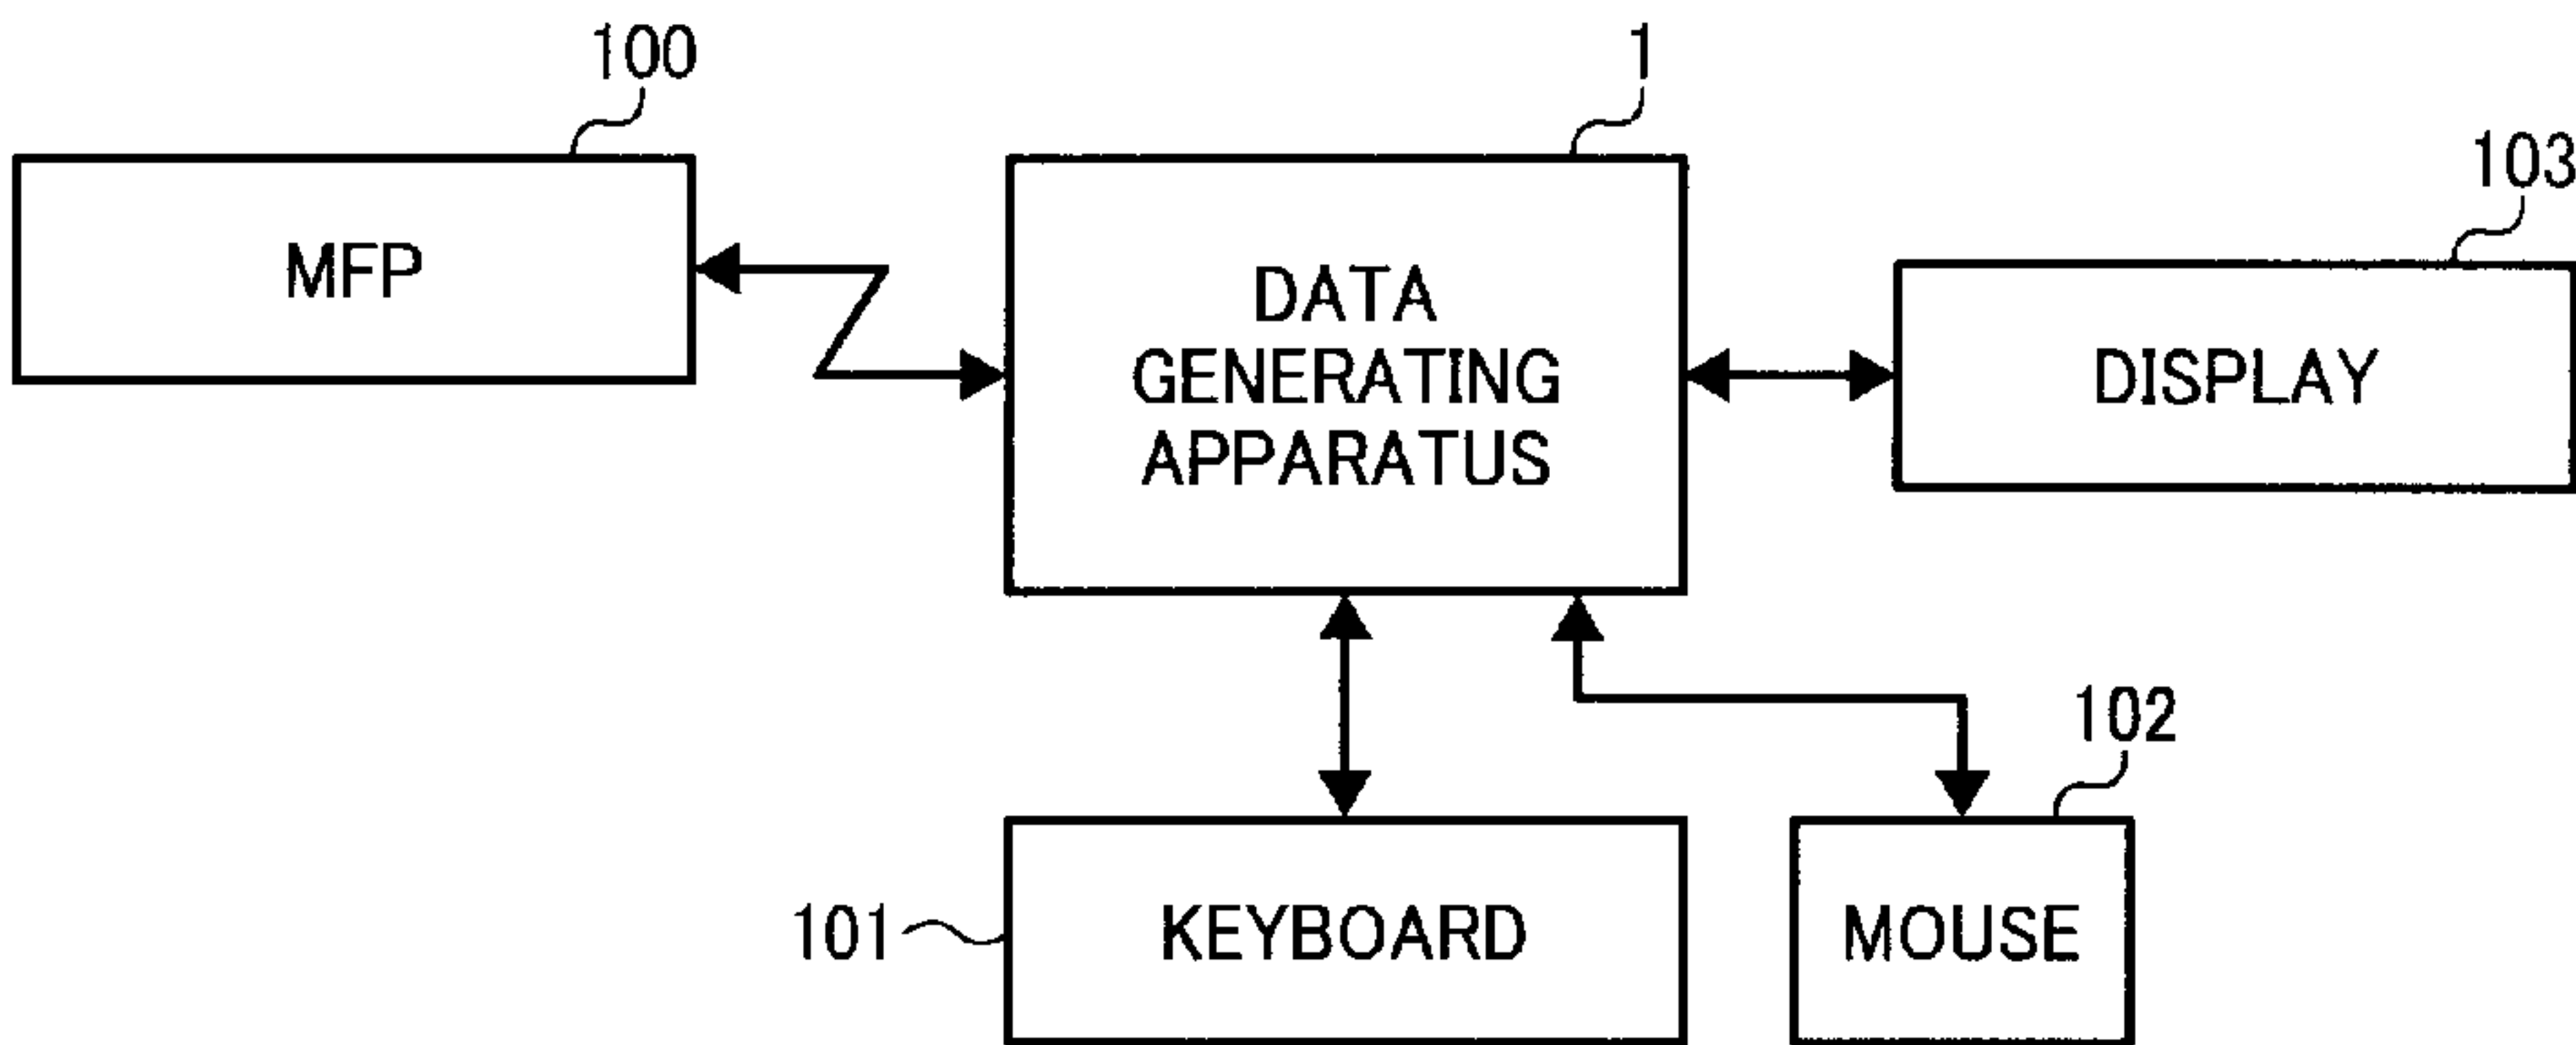 100
1
103
MFP
DATA
GENERATING
APPARATUS
DISPLAY
102
101
KEYBOARD
MOUSE